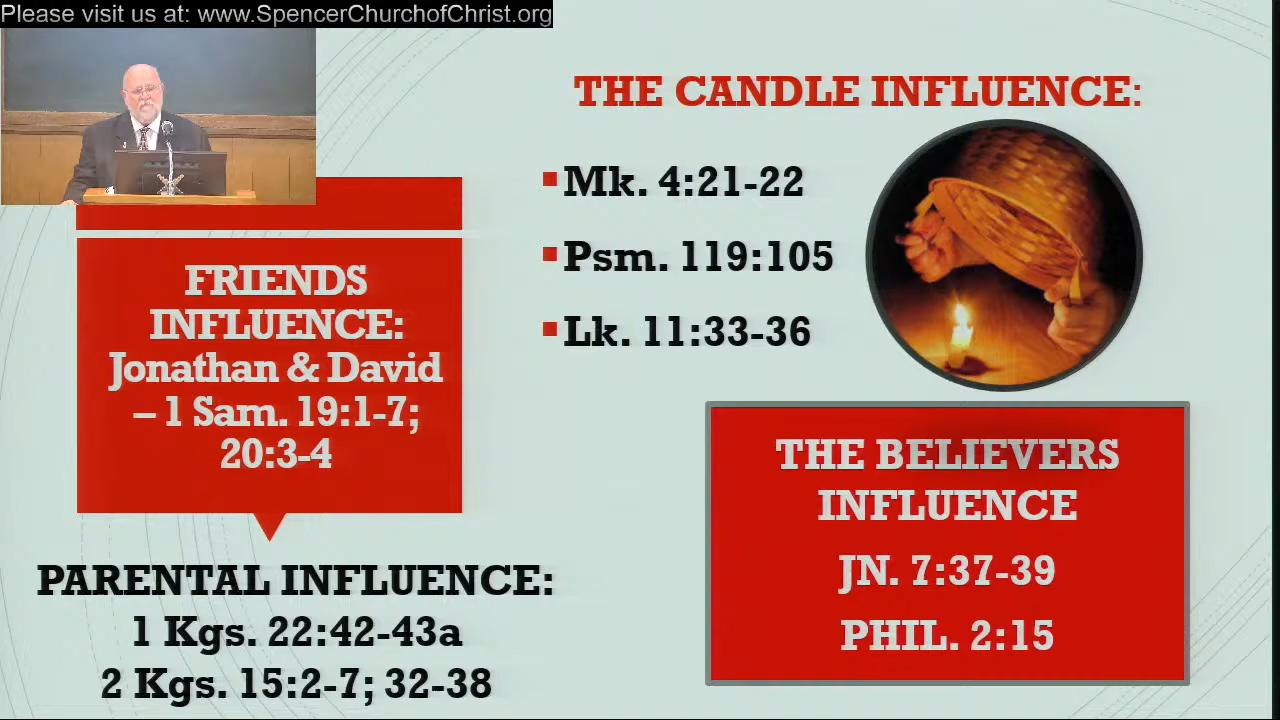 Please visit us at: www.SpencerChurchofChrist.org
FRIENDS
INFLUENCE:
Jonathan & David
– 1 Sam. 19:1-7;
20:3-4
PARENTAL INFLUENCE:
1 Kgs. 22:42-43a
2 Kgs. 15:2-7; 32-38
THE CANDLE INFLUENCE:
Mk. 4:21-22
Psm. 119:105
Lk. 11:33-36
THE BELIEVERS
INFLUENCE
JN. 7:37-39
PHIL. 2:15